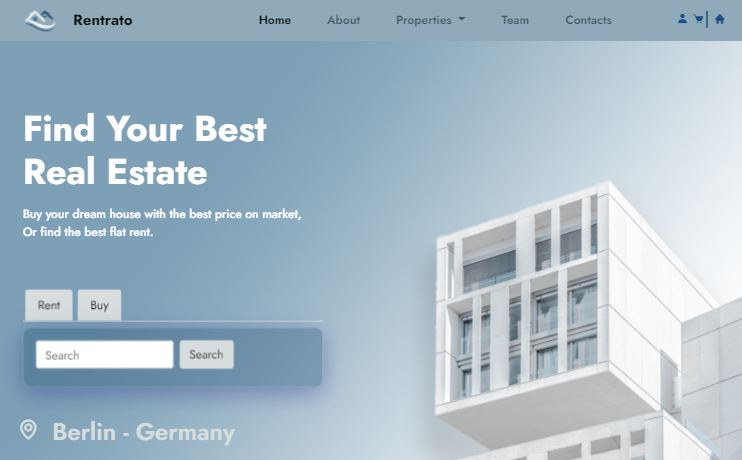 Rentrato
Home About Properties Team Contacts
Find Your Best
Real Estate
Buy your dream house with the best price on market,
Or find the best flat rent.
Rent Buy
Search Search
Berlin - Germany